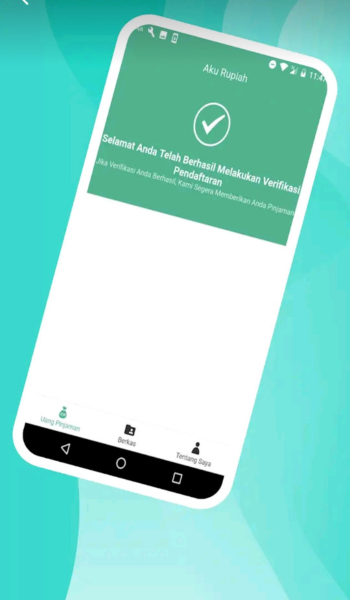 11:4
Aku Rupiah
Selamat Anda Telah Berhasil Melakukan Verifikasi
Pendaftaran
Jika Verifikasi Anda Berhasil, Kami Segera Memberikan Anda Pinjaman
Uang Pinjaman
Berkas
Tentang Saya